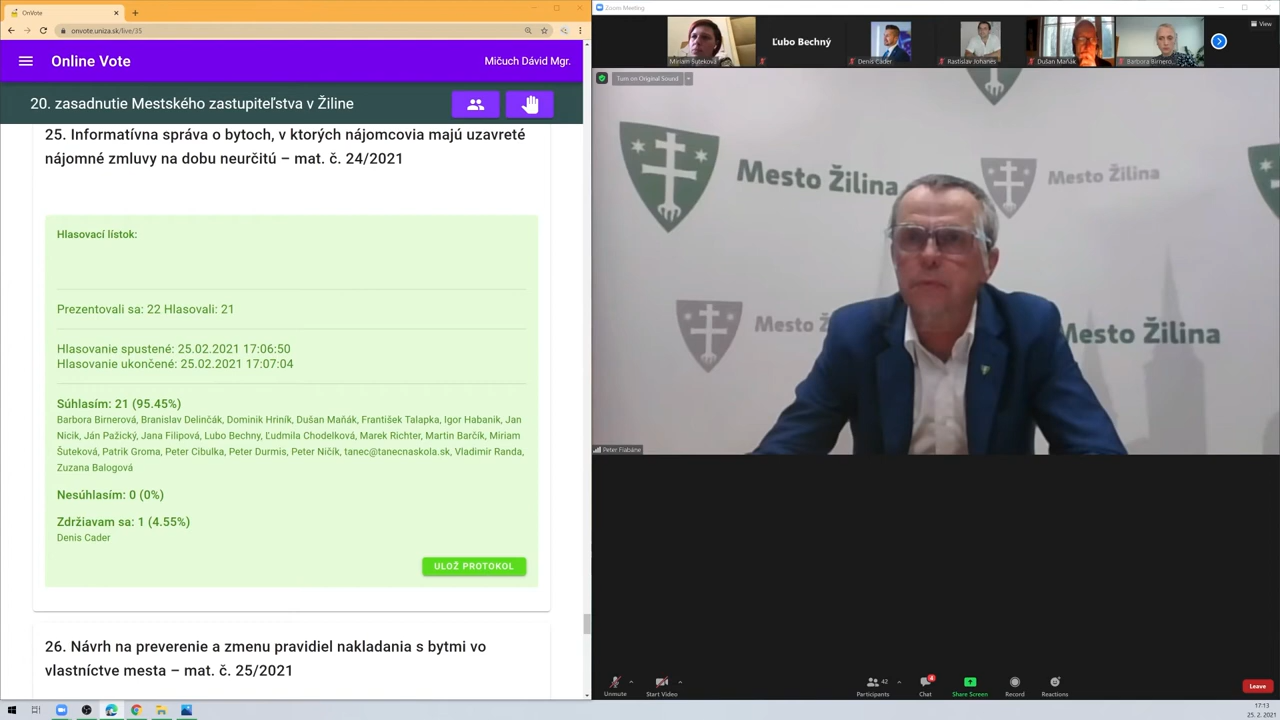 OnVote
onvote.uniza.sk/live/35
Online Vote
Mičuch Dávid Mgr.
20. zasadnutie Mestského zastupiteľstva v Žiline
25. Informatívna správa o bytoch, v ktorých nájomcovia majú uzavreté
nájomné zmluvy na dobu neurčitú – mat. č. 24/2021
Hlasovací lístok:
Prezentovali sa: 22 Hlasovali: 21
Hlasovanie spustené: 25.02.2021 17:06:50
Hlasovanie ukončené: 25.02.2021 17:07:04
Súhlasím: 21 (95.45%)
Barbora Birnerová, Branislav Delinčák, Dominik Hriník, Dušan Maňák, František Talapka, Igor Habanik, Jan
Nicik, Ján Pažický, Jana Filipová, Lubo Bechny, Ľudmila Chodelková, Marek Richter, Martin Barčík, Miriam
Šuteková, Patrik Groma, Peter Cibulka, Peter Durmis, Peter Ničík, tanec@tanecnaskola.sk, Vladimir Randa,
Zuzana Balogová
Nesúhlasím: 0 (0%)
Zdržiavam sa: 1 (4.55%)
Denis Cader
ULOŽ PROTOKOL
26. Návrh na preverenie a zmenu pravidiel nakladania s bytmi vo
vlastníctve mesta – mat. č. 25/2021
Zoom Meeting
View
Miriam Šuteková
Ľubo Bechný
Denis Cader
Rastislav Johanes
Dušan Maňák
Barbora Birnero...
Turn on Original Sound
Mesto Žilina
Mesto Žilina
Mesto Ž
Mesto Žilina
Peter Fiabáne
Unmute
Start Video
42
Participants
4
Chat
Share Screen
Record
Reactions
Leave
17:13
25. 2. 2021